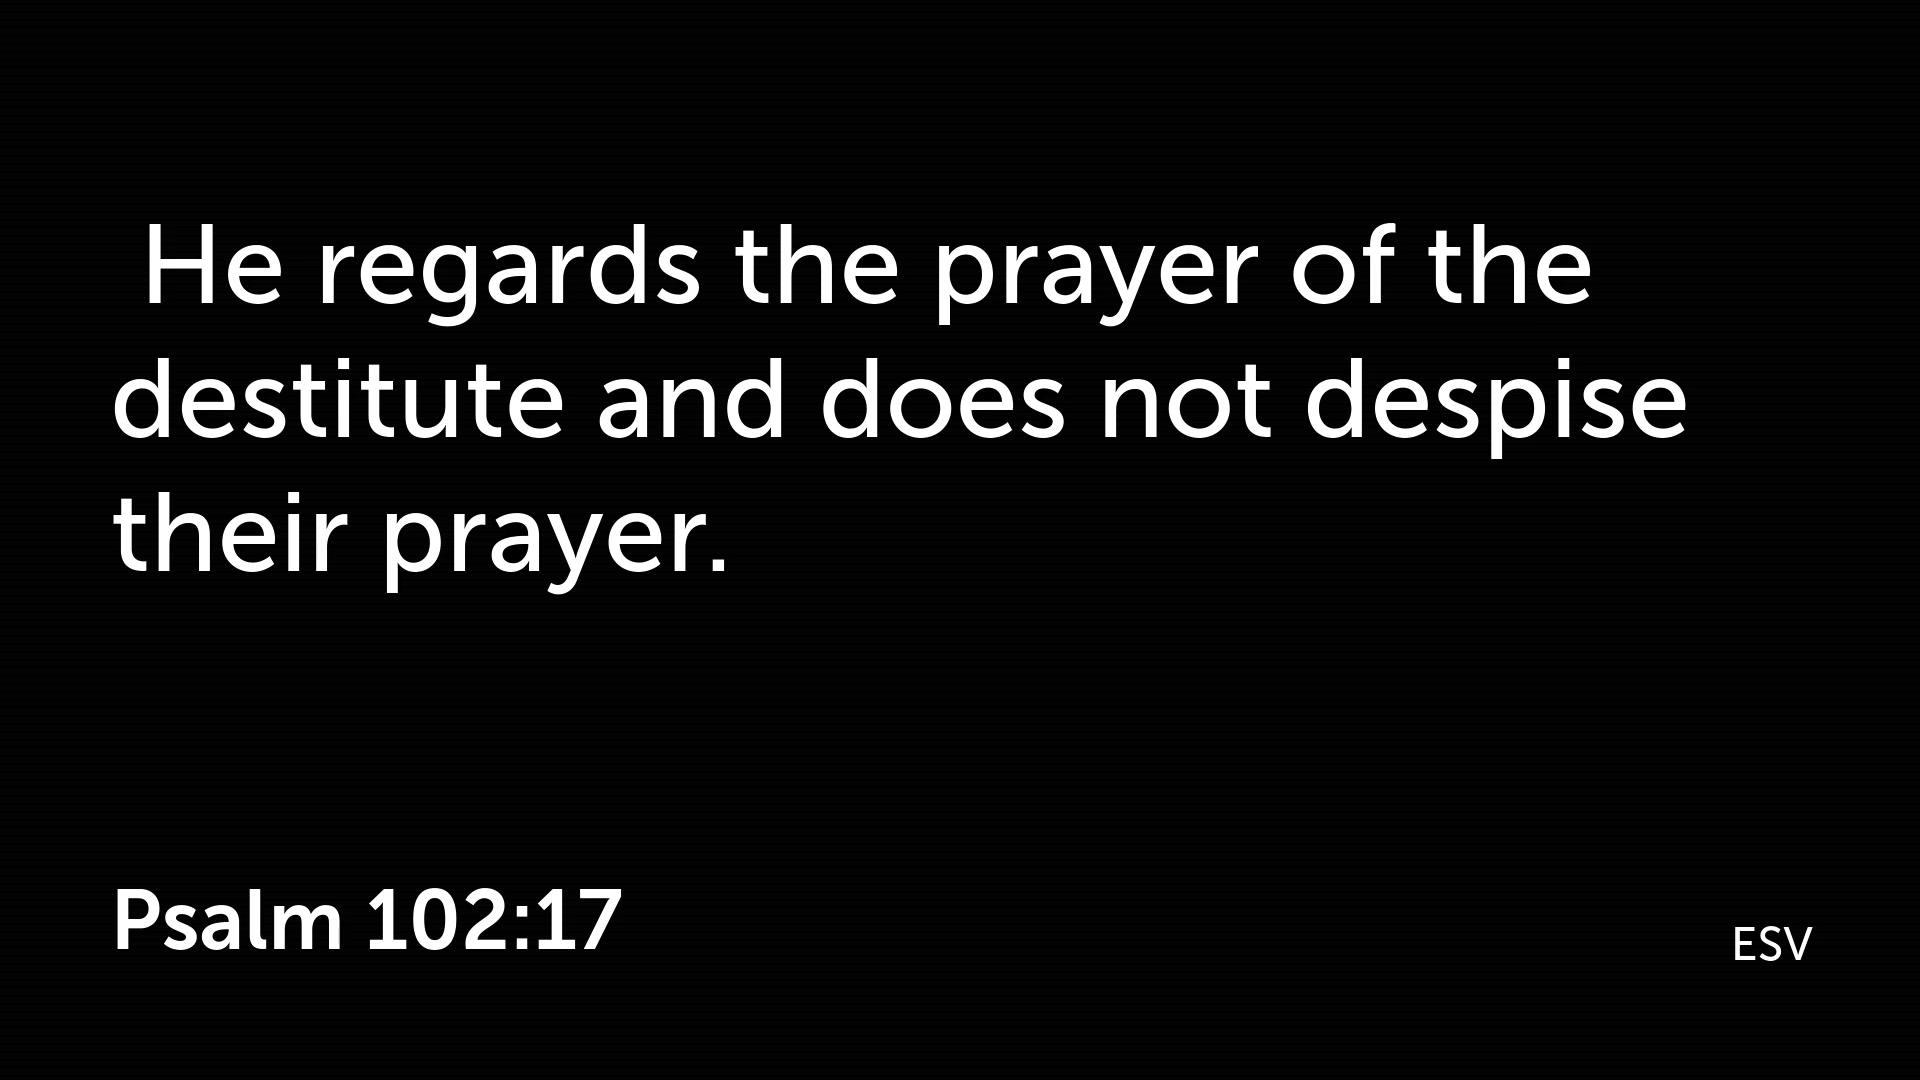 He regards the prayer of the
destitute and does not despise
their prayer.
Psalm 102:17
ESV